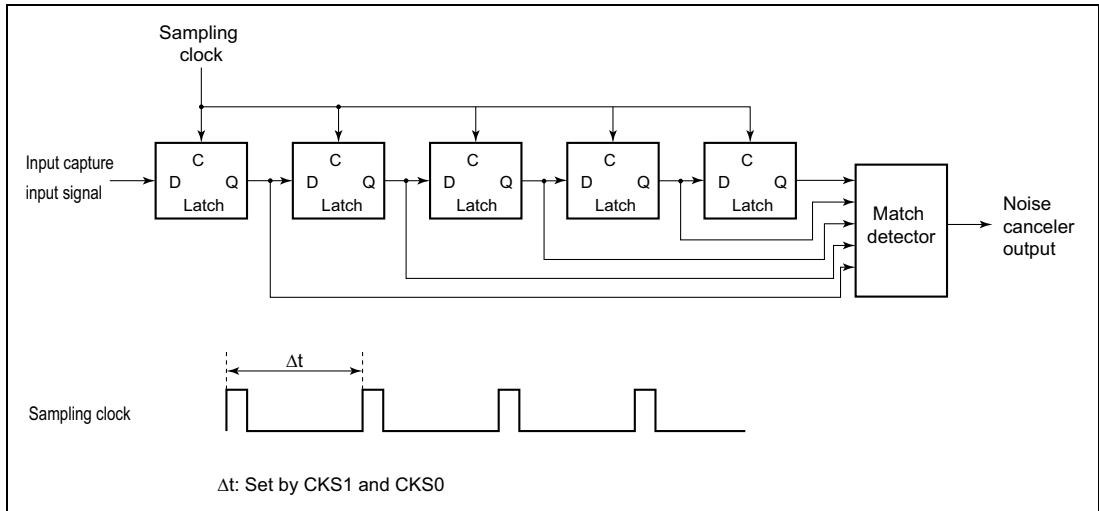 Sampling
clock
Input capture
input signal
C
D Q
Latch
C
D Q
Latch
C
D Q
Latch
C
D Q
Latch
C
D Q
Latch
Match
detector
Noise
canceler
output
Δt
Sampling clock
Δt: Set by CKS1 and CKS0